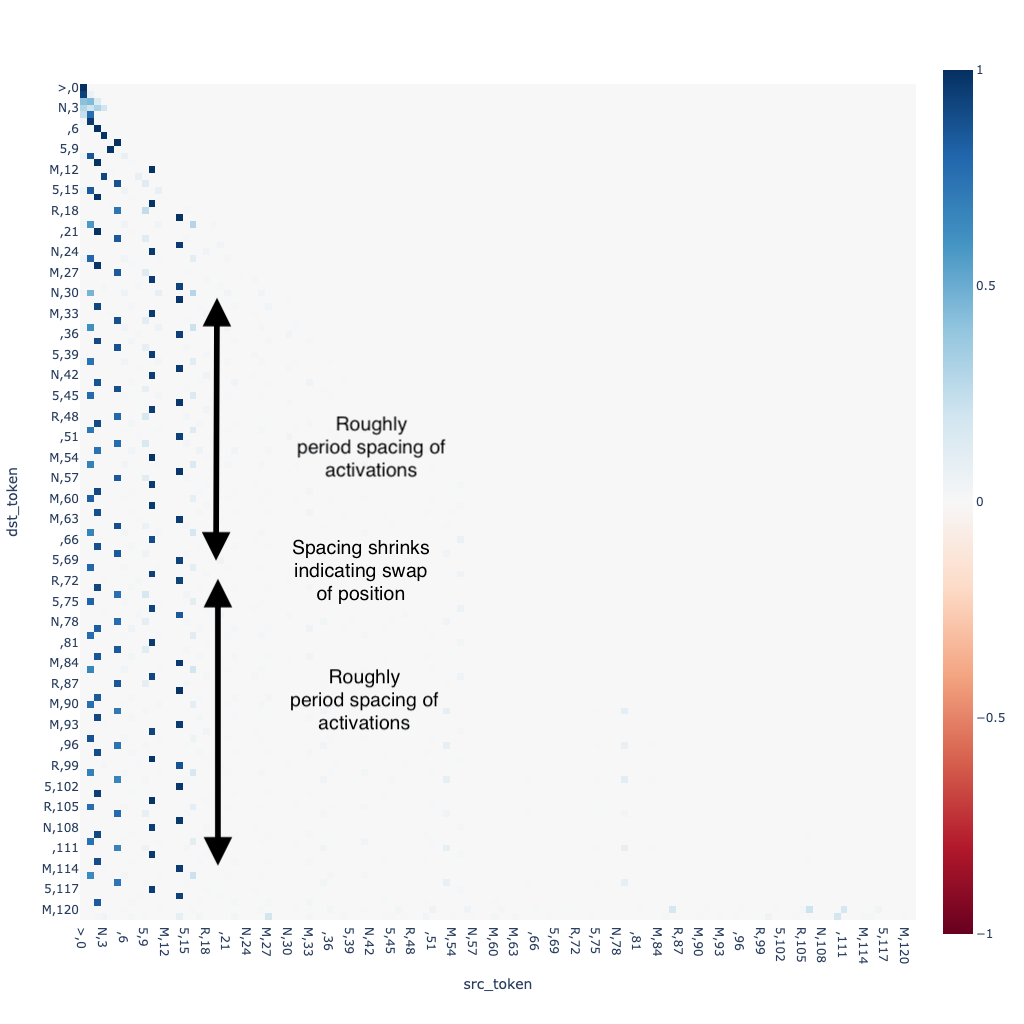 >,0
N,3
,6
5,9
M,12
5,15
R,18
,21
N,24
M,27
N,30
M,33
,36
5,39
N,42
5,45
R,48
,51
M,54
N,57
M,60
M,63
,66
5,69
R,72
5,75
N,78
,81
M,84
R,87
M,90
M,93
,96
R,99
5,102
R,105
N,108
,111
M,114
5,117
M,120
dst_token
Roughly
period spacing of
activations
Spacing shrinks
indicating swap
of position
Roughly
period spacing of
activations
1
0.5
0
−0.5
−1
>,0
N,3
,6
5,9
M,12
5,15
R,18
,21
N,24
M,27
N,30
M,33
,36
5,39
N,42
5,45
R,48
,51
M,54
N,57
M,60
M,63
,66
5,69
R,72
5,75
N,78
,81
M,84
R,87
M,90
M,93
,96
R,99
5,102
R,105
N,108
,111
M,114
5,117
M,120
src_token